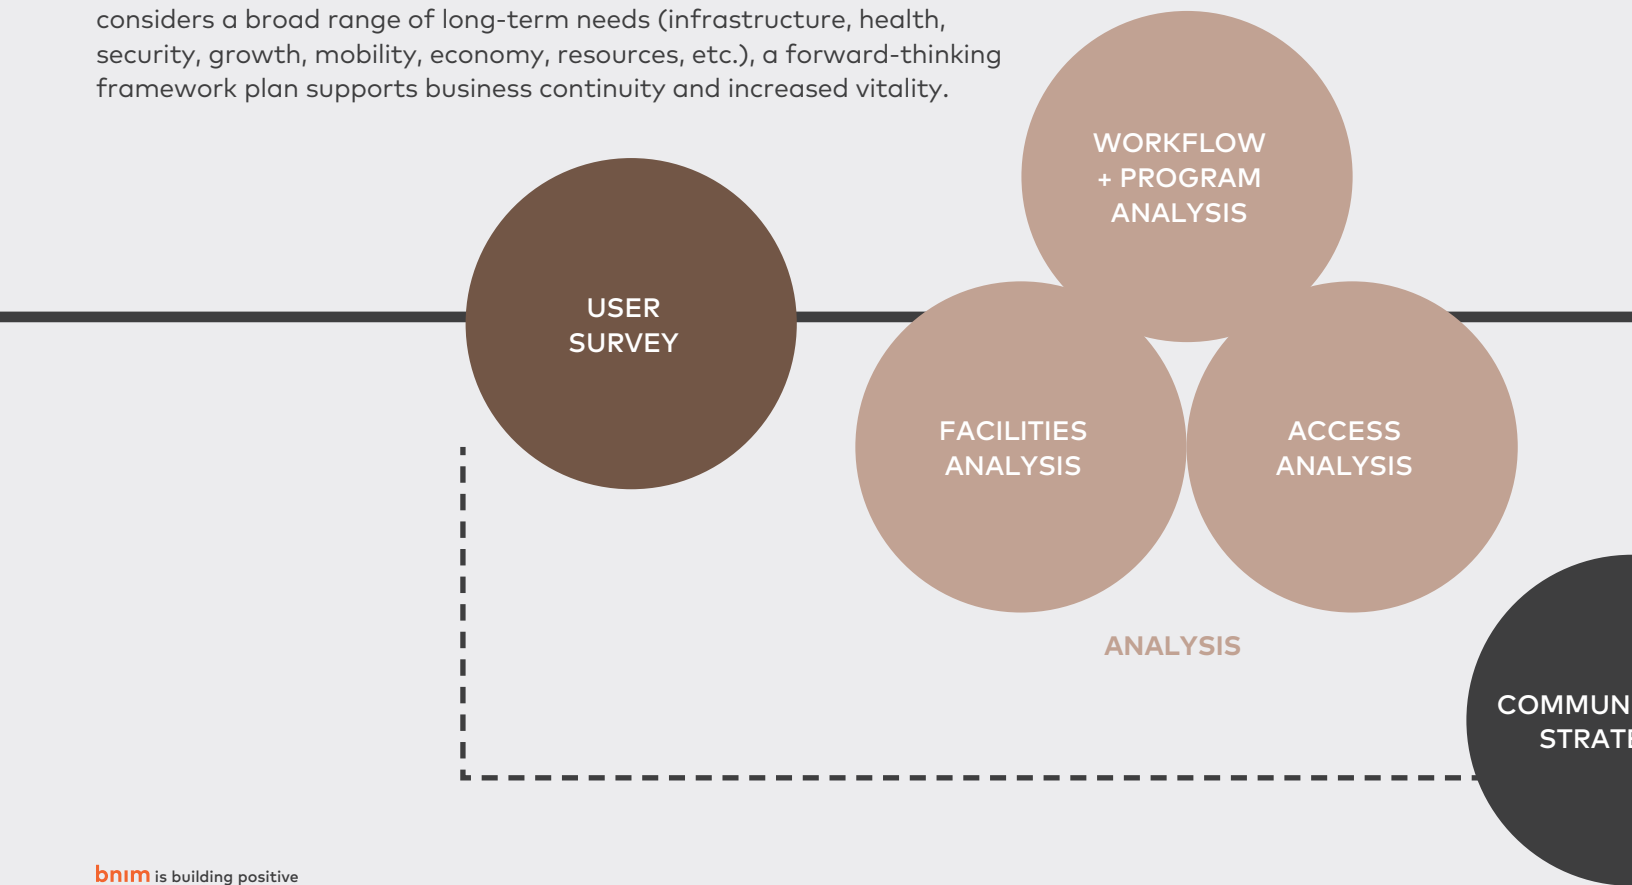 considers a broad range of long-term needs (infrastructure, health,
security, growth, mobility, economy, resources, etc.), a forward-thinking
framework plan supports business continuity and increased vitality.
WORKFLOW
+ PROGRAM
ANALYSIS
USER
SURVEY
FACILITIES
ANALYSIS
ACCESS
ANALYSIS
ANALYSIS
COMMUN
STRATE
bnim is building positive